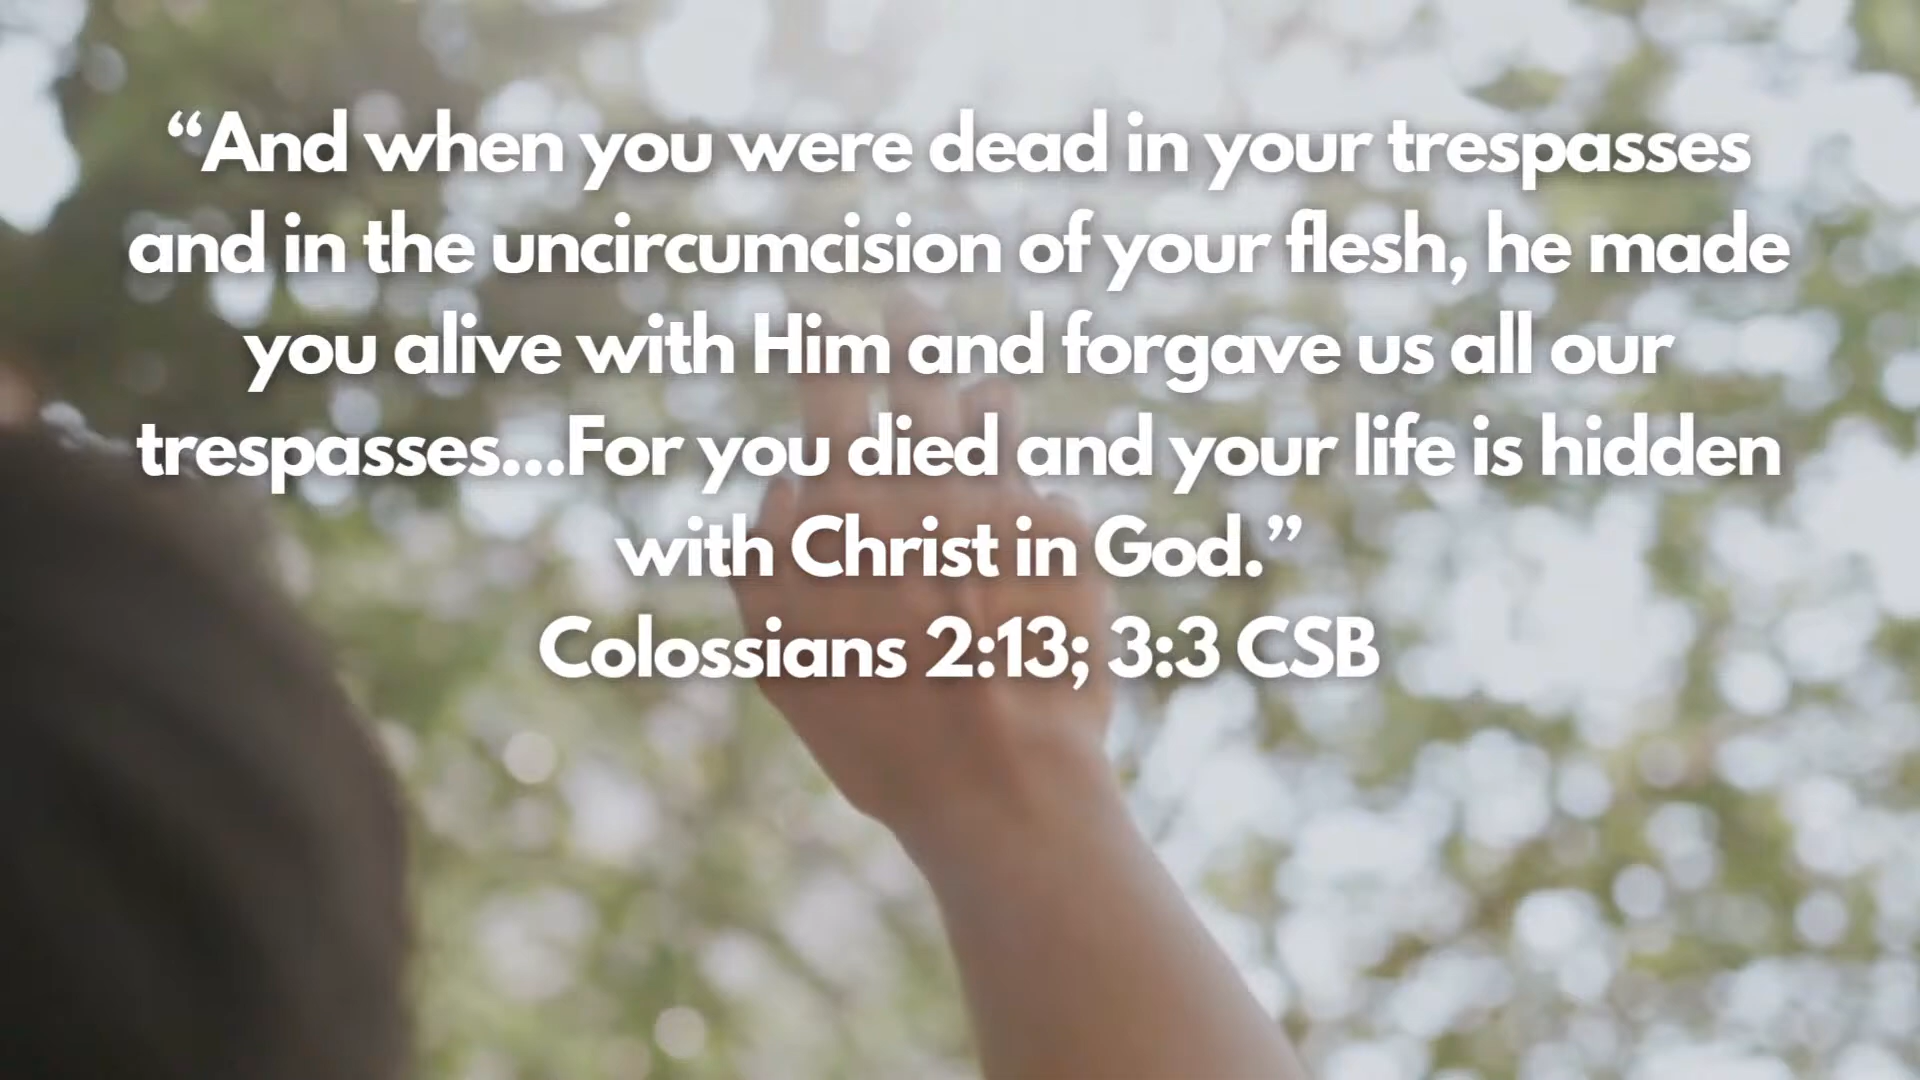 “And when you were dead in your trespasses
and in the uncircumcision of your flesh, he made
you alive with Him and forgave us all our
trespasses...For you died and your life is hidden
with Christ in God.”
Colossians 2:13; 3:3 CSB